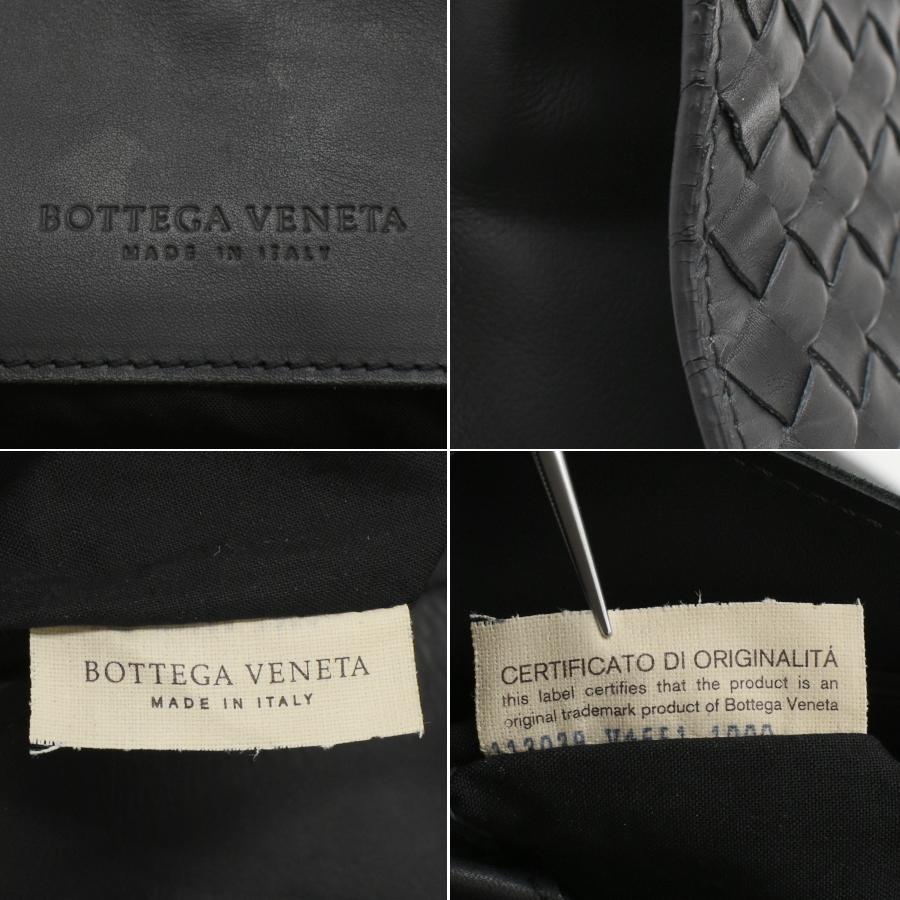 BOTTEGA VENETA
MADE IN ITALY
BOTTEGA VENETA
MADE IN ITALY
CERTIFICATO DI ORIGINALITÁ
this label certifies that the product is an
original trademark product of Bottega Veneta
1000